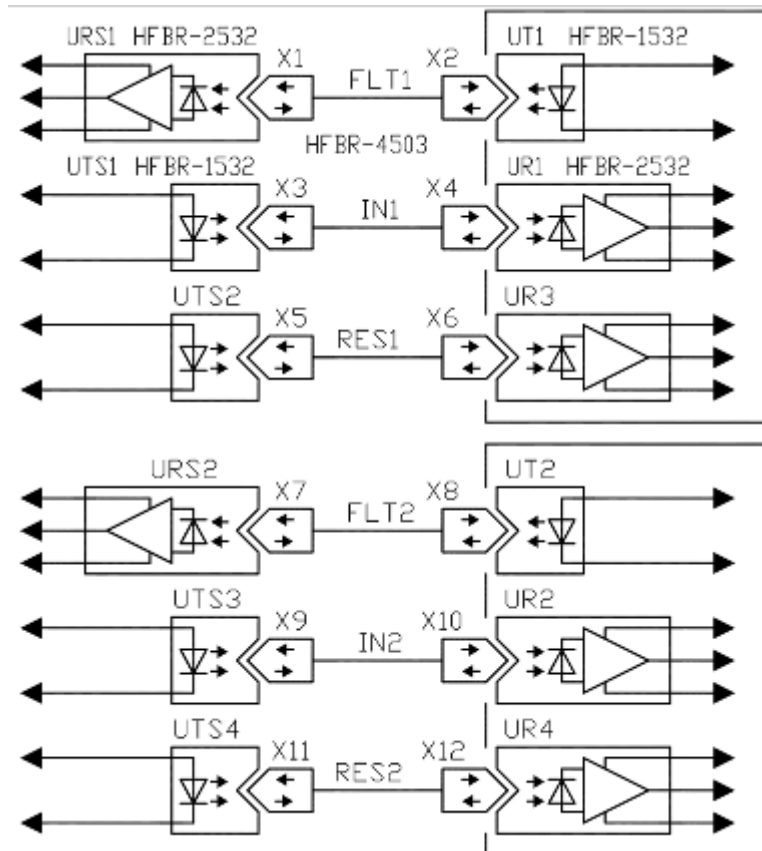 URS1 HFBR-2532
X1
FLT1
X2
UT1 HFBR-1532
HFBR-4503
UTS1 HFBR-1532
X3
IN1
X4
UR1 HFBR-2532
UTS2
X5
RES1
X6
UR3
URS2
X7
FLT2
X8
UT2
UTS3
X9
IN2
X10
UR2
UTS4
X11
RES2
X12
UR4